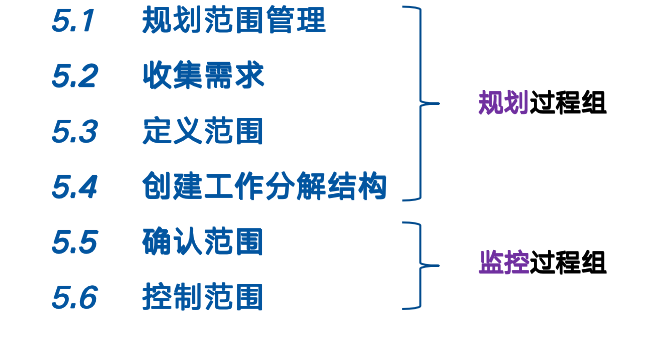 5.1 规划范围管理
5.2 收集需求
5.3 定义范围
5.4 创建工作分解结构
规划过程组
5.5 确认范围
5.6 控制范围
监控过程组